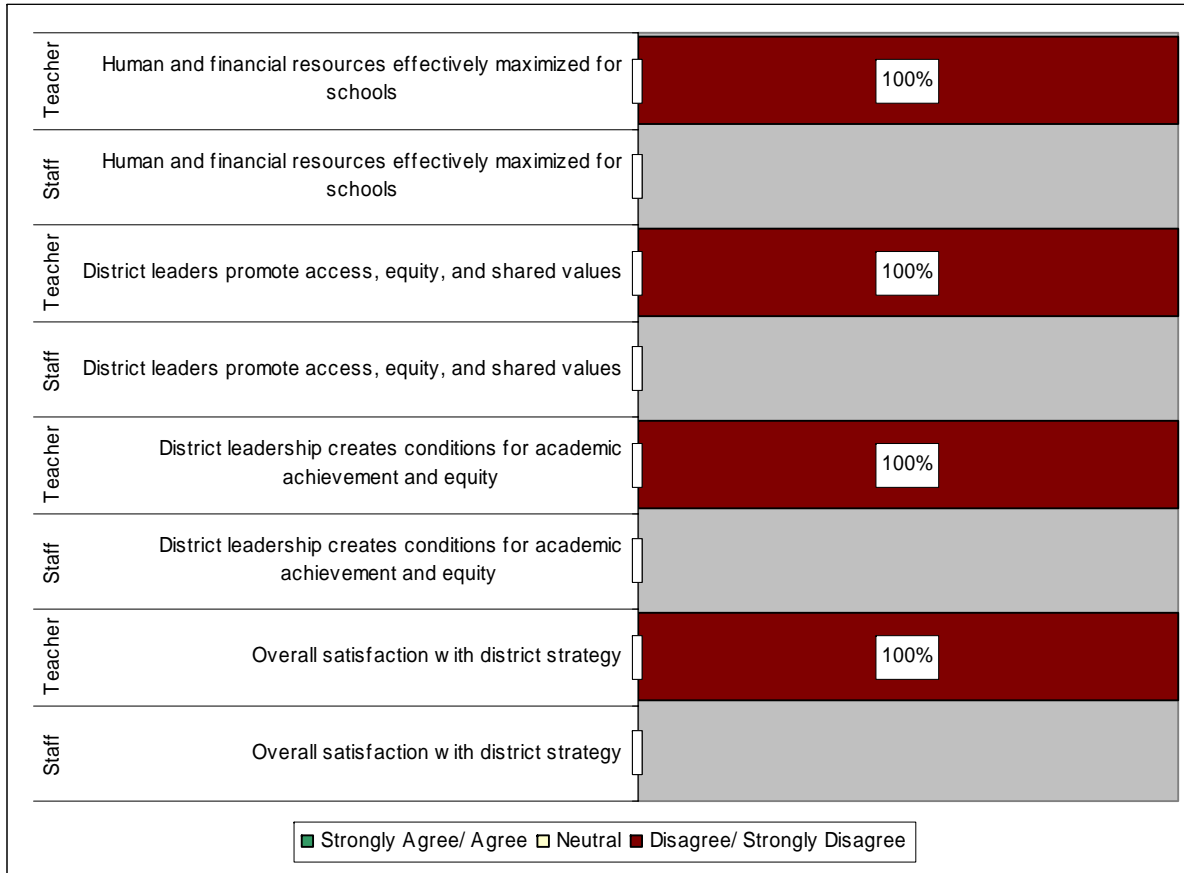 Teacher
Human and financial resources effectively maximized for
schools
100%
Staff
Human and financial resources effectively maximized for
schools
Teacher
District leaders promote access, equity, and shared values
100%
Staff
District leaders promote access, equity, and shared values
Teacher
District leadership creates conditions for academic
achievement and equity
100%
Staff
District leadership creates conditions for academic
achievement and equity
Teacher
Overall satisfaction with district strategy
100%
Staff
Overall satisfaction with district strategy
Strongly Agree/ Agree Neutral Disagree/ Strongly Disagree